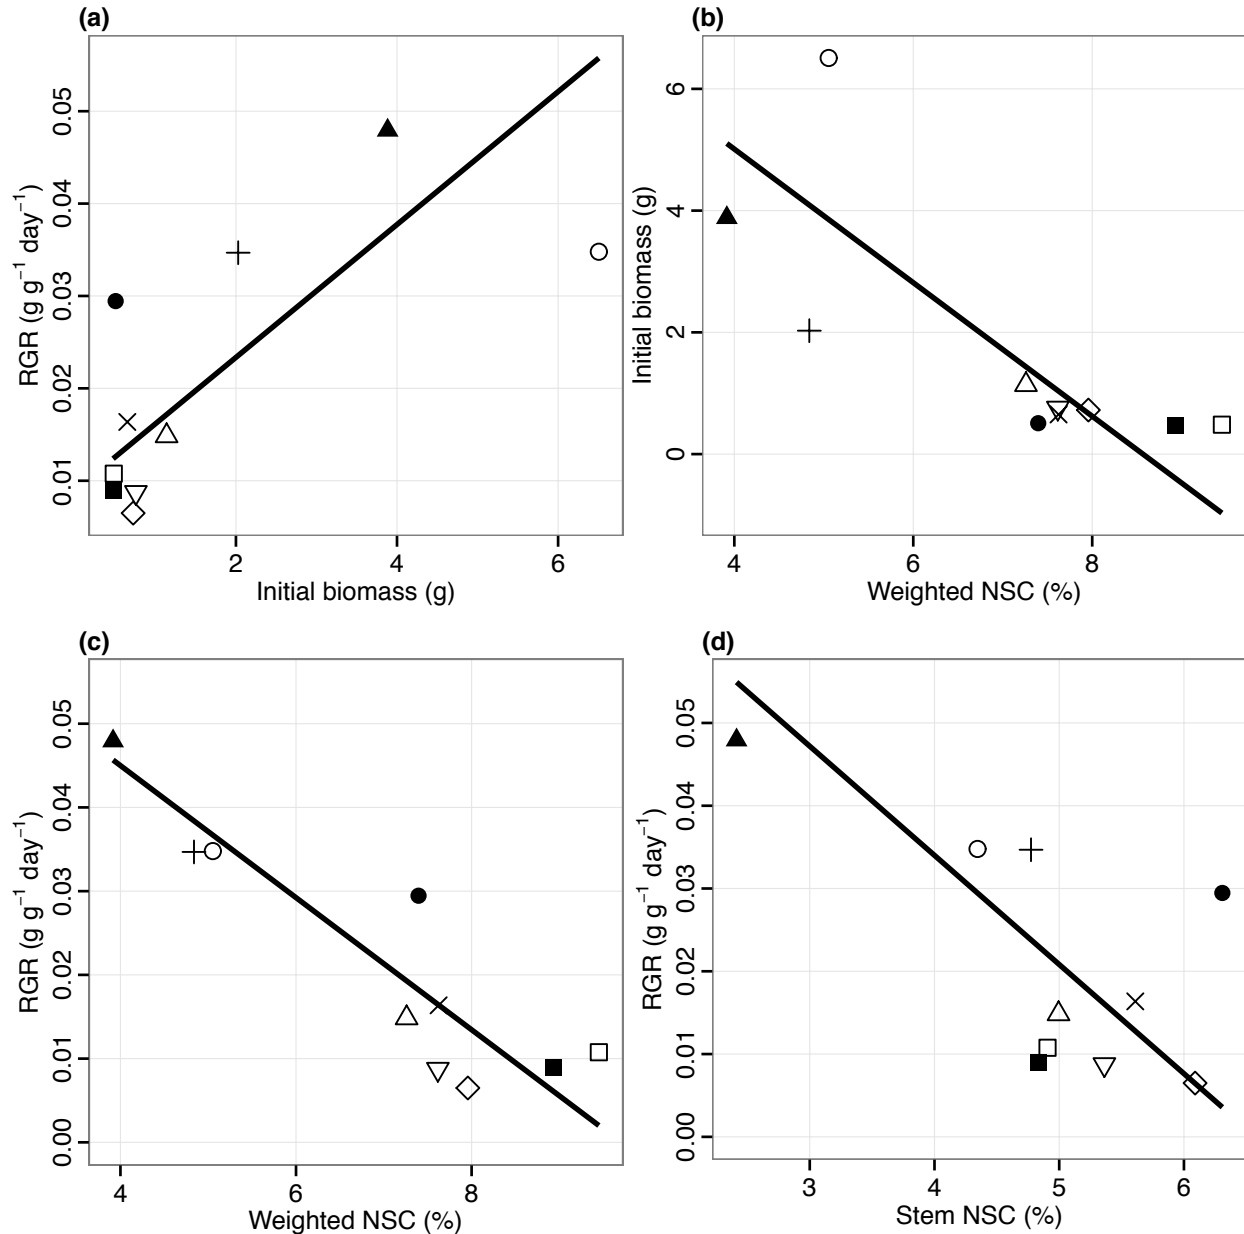 (a)
0.05
0.04
0.03
0.02
0.01
RGR (g g⁻¹ day⁻¹)
2 4 6
Initial biomass (g)
(b)
6
4
2
0
Initial biomass (g)
4 6 8
Weighted NSC (%)
(c)
0.05
0.04
0.03
0.02
0.01
0.00
RGR (g g⁻¹ day⁻¹)
4 6 8
Weighted NSC (%)
(d)
0.05
0.04
0.03
0.02
0.01
0.00
RGR (g g⁻¹ day⁻¹)
3 4 5 6
Stem NSC (%)